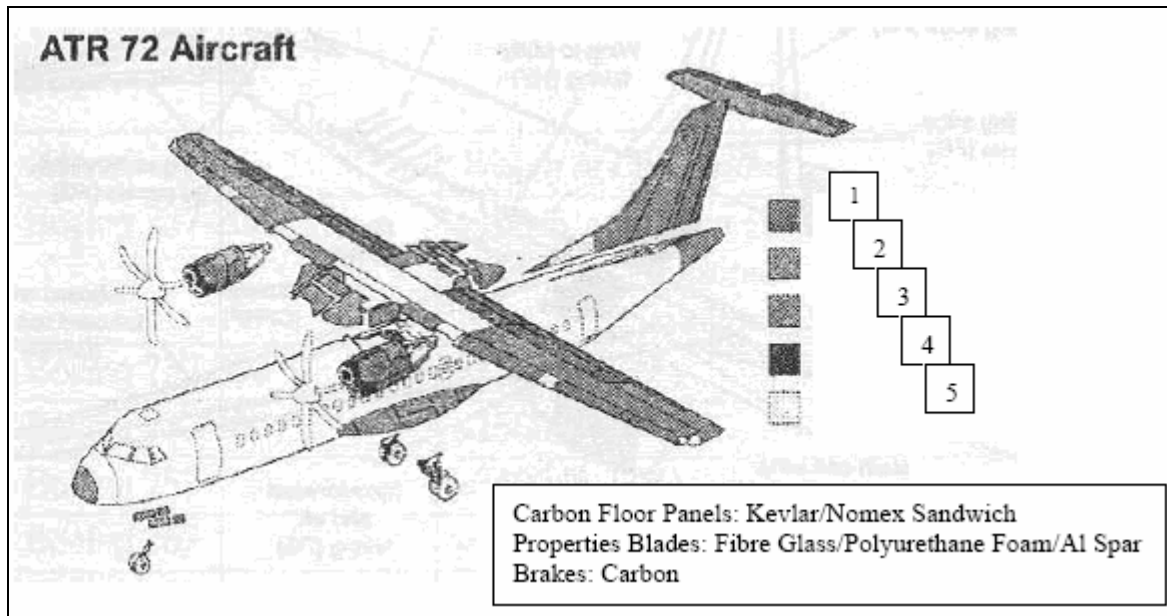 ATR 72 Aircraft
1
2
3
4
5
Carbon Floor Panels: Kevlar/Nomex Sandwich
Properties Blades: Fibre Glass/Polyurethane Foam/Al Spar
Brakes: Carbon